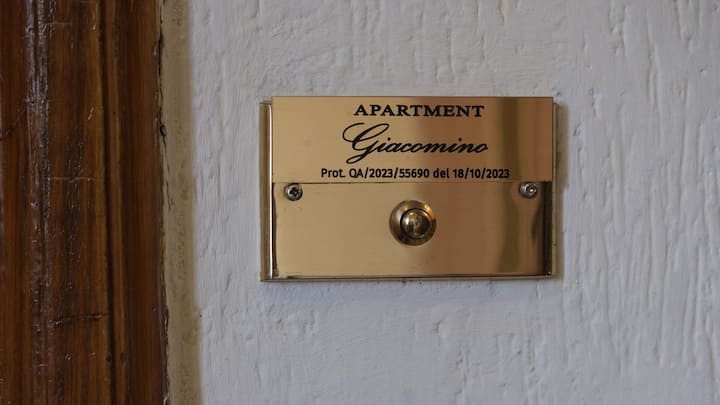 APARTMENT
Giacomino
Prot. QA/2023/55690 del 18/10/2023